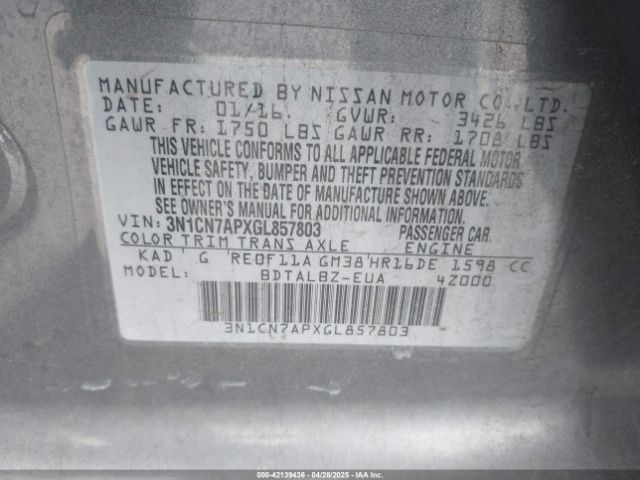 MANUFACTURED BY NISSAN MOTOR CO.,LTD.
DATE: 01/16. GVWR: 3426 LBS
GAWR FR: 1750 LBS GAWR RR: 1708 LBS
THIS VEHICLE CONFORMS TO ALL APPLICABLE FEDERAL MOTOR
VEHICLE SAFETY, BUMPER AND THEFT PREVENTION STANDARDS
IN EFFECT ON THE DATE OF MANUFACTURE SHOWN ABOVE.
SEE OWNER'S MANUAL FOR ADDITIONAL INFORMATION.
VIN: 3N1CN7APXGL857803 PASSENGER CAR.
COLOR TRIM TRANS AXLE ENGINE
KAD G RE0F11A GM38 HR16DE 1598 CC
MODEL: BDTALBZ-EUA 4Z000
3N1CN7APXGL857803
000-42139436 - 04/28/2025 - IAAI.COM